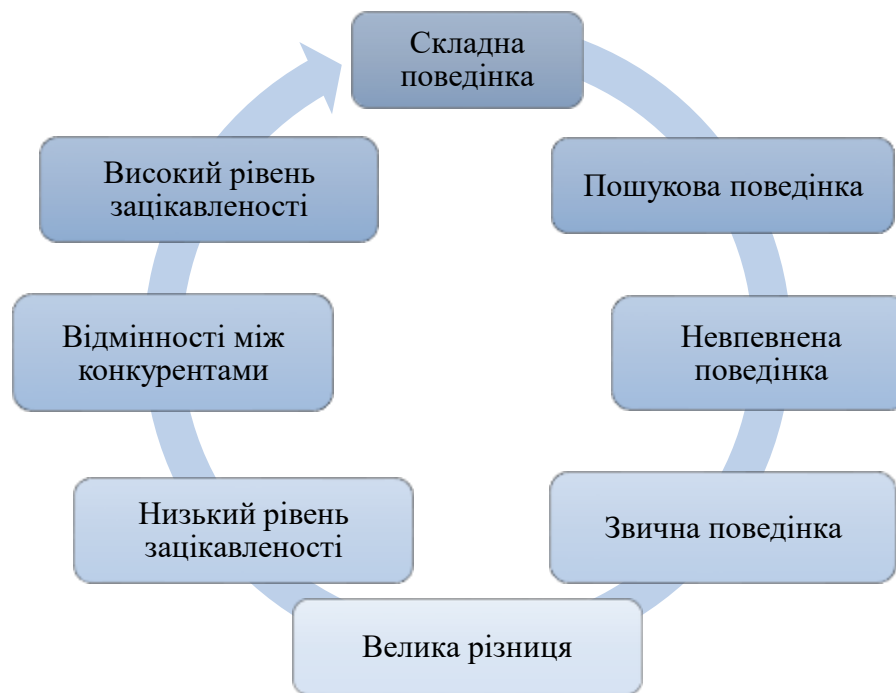 Складна
поведінка
Пошукова поведінка
Невпевнена
поведінка
Звична поведінка
Велика різниця
Низький рівень
зацікавленості
Відмінності між
конкурентами
Високий рівень
зацікавленості